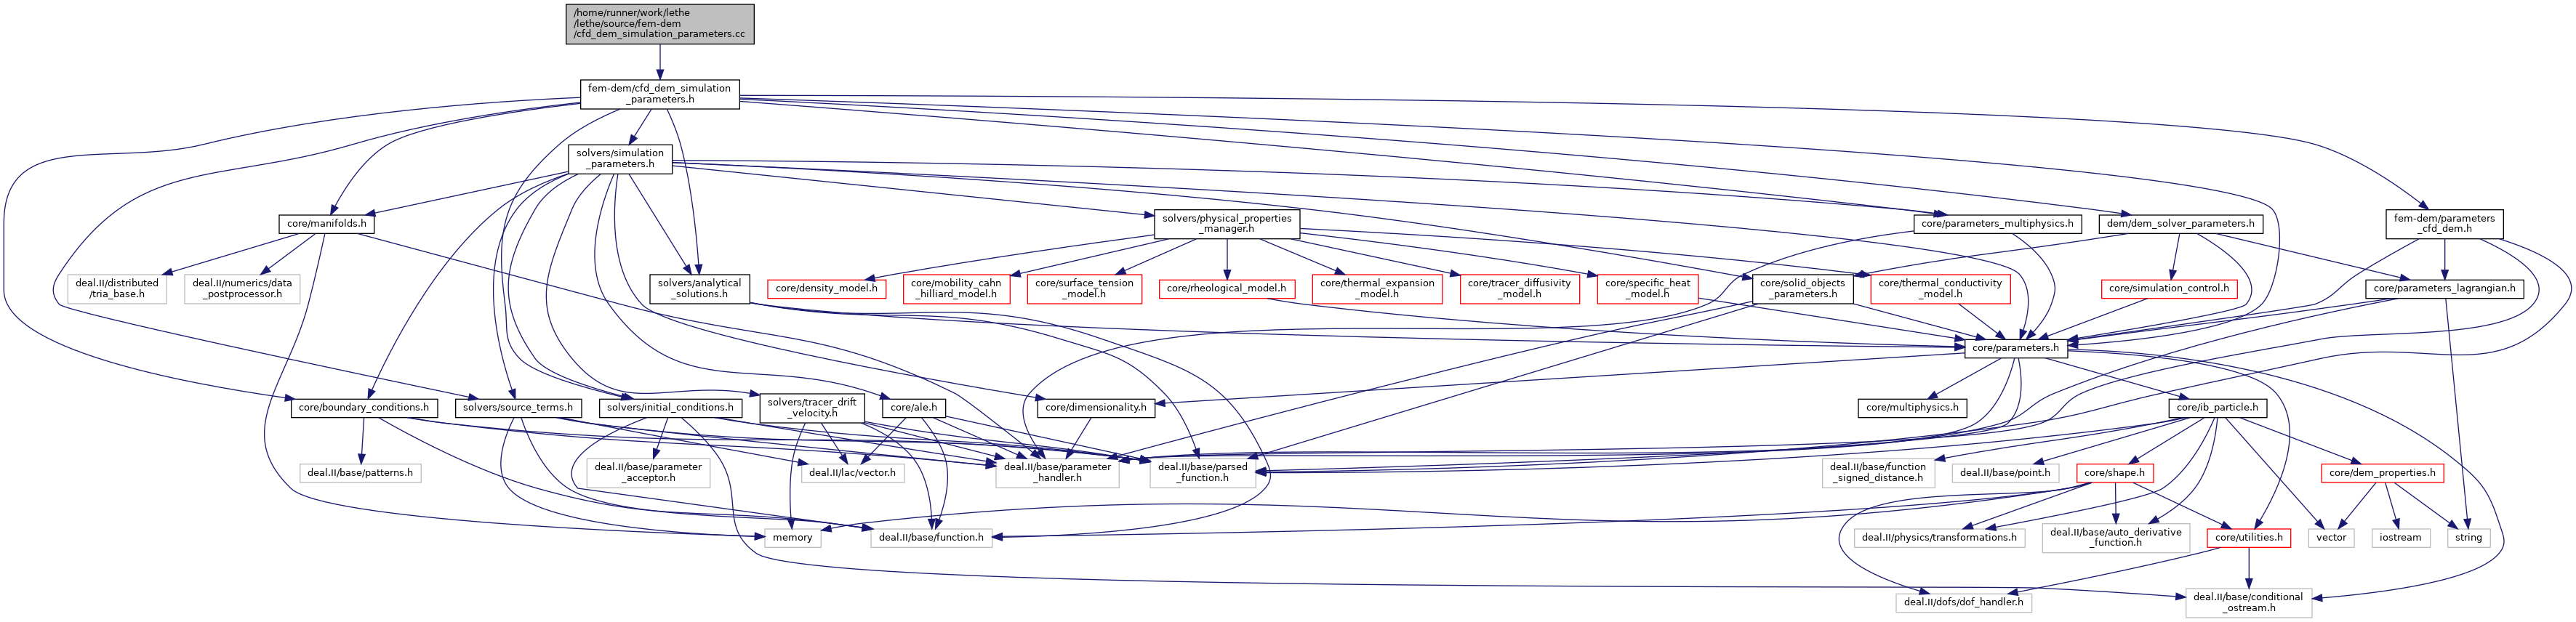 /home/runner/work/lethe
/lethe/source/fem-dem
/cfd_dem_simulation_parameters.cc
fem-dem/cfd_dem_simulation
_parameters.h
solvers/simulation
_parameters.h
core/manifolds.h
solvers/physical_properties
_manager.h
core/parameters_multiphysics.h
dem/dem_solver_parameters.h
fem-dem/parameters
_cfd_dem.h
deal.II/distributed
/tria_base.h
deal.II/numerics/data
_postprocessor.h
solvers/analytical
_solutions.h
core/density_model.h
core/mobility_cahn
_hilliard_model.h
core/surface_tension
_model.h
core/rheological_model.h
core/thermal_expansion
_model.h
core/tracer_diffusivity
_model.h
core/specific_heat
_model.h
core/solid_objects
_parameters.h
core/thermal_conductivity
_model.h
core/simulation_control.h
core/parameters_lagrangian.h
core/parameters.h
core/boundary_conditions.h
solvers/source_terms.h
solvers/initial_conditions.h
solvers/tracer_drift
_velocity.h
core/ale.h
core/dimensionality.h
core/multiphysics.h
core/ib_particle.h
deal.II/base/patterns.h
deal.II/base/parameter
_acceptor.h
deal.II/lac/vector.h
deal.II/base/parameter
_handler.h
deal.II/base/parsed
_function.h
deal.II/base/function
_signed_distance.h
deal.II/base/point.h
core/shape.h
core/dem_properties.h
memory
deal.II/base/function.h
deal.II/physics/transformations.h
deal.II/base/auto_derivative
_function.h
core/utilities.h
vector
iostream
string
deal.II/dofs/dof_handler.h
deal.II/base/conditional
_ostream.h